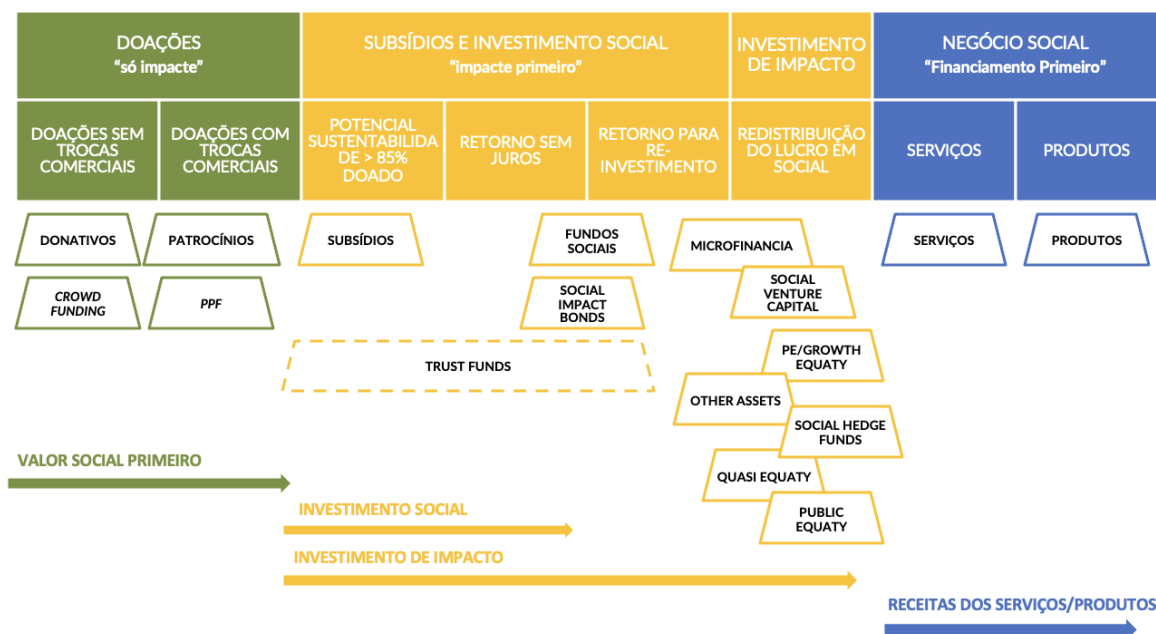 DOAÇÕES
“só impacte”
SUBSÍDIOS E INVESTIMENTO SOCIAL
“impacte primeiro”
INVESTIMENTO
DE IMPACTO
NEGÓCIO SOCIAL
“Financiamento Primeiro”
DOAÇÕES SEM
TROCAS
COMERCIAIS
DOAÇÕES COM
TROCAS
COMERCIAIS
POTENCIAL
SUSTENTABILIDA
DE > 85%
DOADO
RETORNO SEM
JUROS
RETORNO PARA
RE-
INVESTIMENTO
REDISTRIBUIÇÃO
DO LUCRO EM
SOCIAL
SERVIÇOS
PRODUTOS
DONATIVOS
PATROCÍNIOS
SUBSÍDIOS
FUNDOS
SOCIAIS
MICROFINANCIA
SERVIÇOS
PRODUTOS
CROWD
FUNDING
PPF
SOCIAL
IMPACT
BONDS
SOCIAL
VENTURE
CAPITAL
TRUST FUNDS
PE/GROWTH
EQUATY
OTHER ASSETS
SOCIAL HEDGE
FUNDS
QUASI EQUATY
PUBLIC
EQUATY
VALOR SOCIAL PRIMEIRO
INVESTIMENTO SOCIAL
INVESTIMENTO DE IMPACTO
RECEITAS DOS SERVIÇOS/PRODUTOS